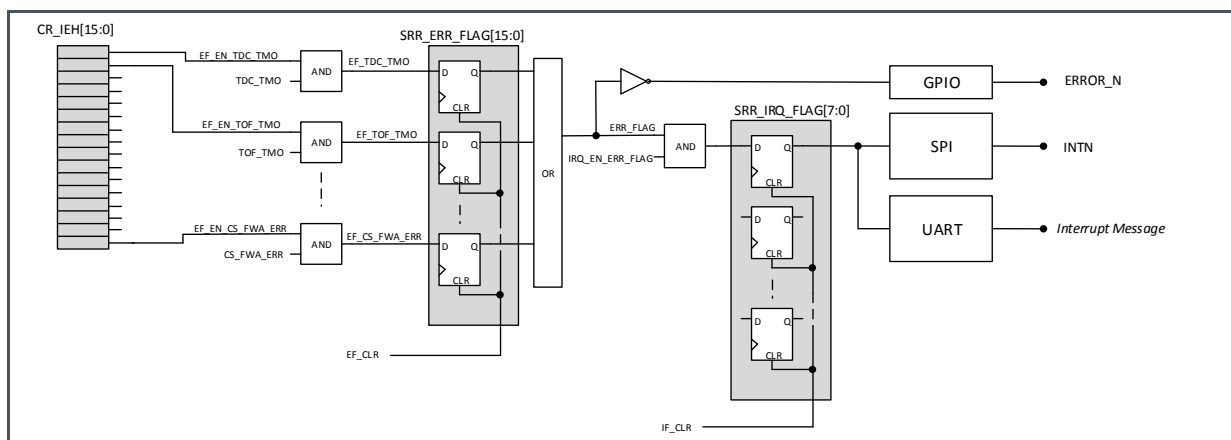 CR_IEH[15:0]
SRR_ERR_FLAG[15:0]
EF_EN_TDC_TMO
AND
EF_TDC_TMO
TDC_TMO
D Q
CLR
GPIO
ERROR_N
SRR_IRQ_FLAG[7:0]
EF_EN_TOF_TMO
AND
EF_TOF_TMO
TOF_TMO
D Q
CLR
OR
ERR_FLAG
IRQ_EN_ERR_FLAG
AND
D Q
CLR
SPI
INTN
EF_EN_CS_FWA_ERR
AND
EF_CS_FWA_ERR
CS_FWA_ERR
D Q
CLR
D Q
CLR
UART
Interrupt Message
D Q
CLR
EF_CLR
IF_CLR